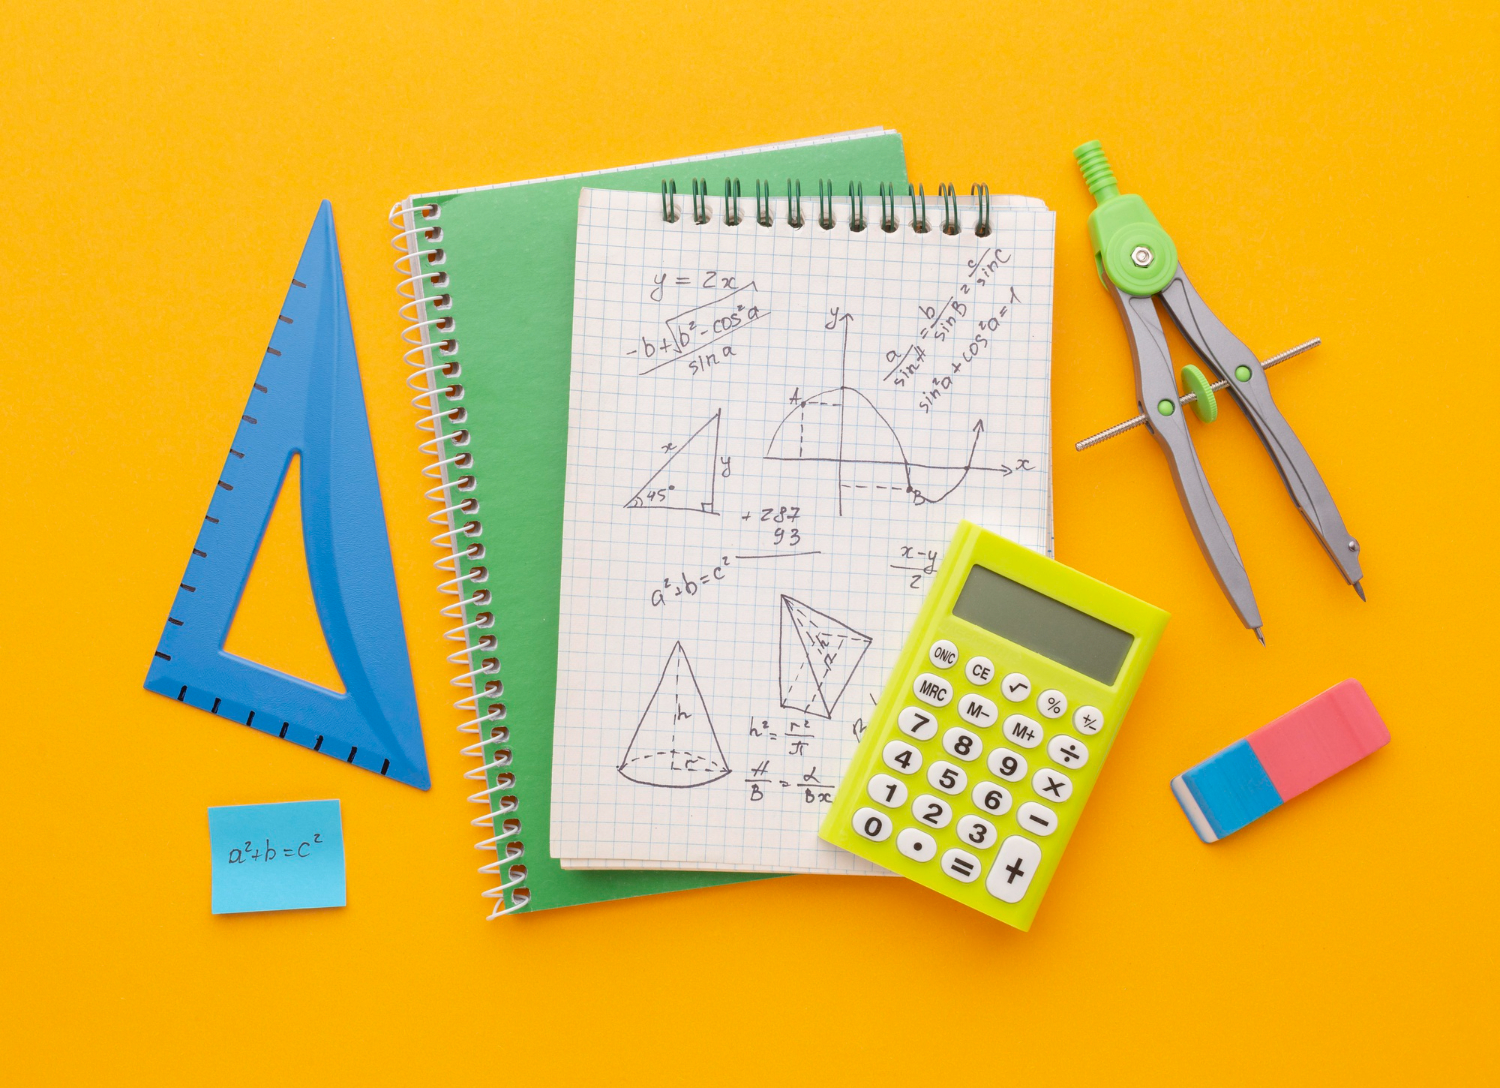 y = 2x
-b+√b²-cos²a
sin a
a/sinA = b/sinB = c/sinC
sin²a + cos²a = 1
y
A
x
B
x
y
45°
+ 287
93
a²+b=c²
x-y
2
h
r
h² = r²/π
A/B = L/Bx
h
ON/C CE √ % +/-
MRC M- M+ ÷
7 8 9 ×
4 5 6 -
1 2 3 +
0 . =
a²+b=c²